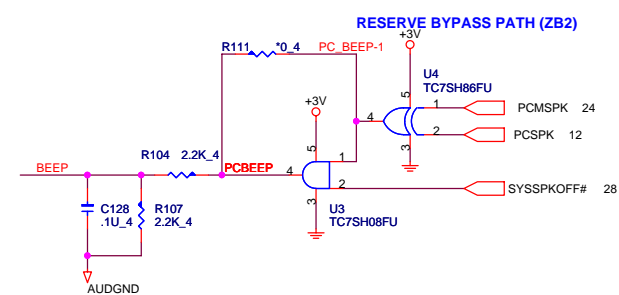 RESERVE BYPASS PATH (ZB2)
+3V
R111 *0_4 PC_BEEP-1
U4
TC7SH86FU
5
4
1
PCMSPK 24
2
PCSPK 12
3
+3V
5
BEEP
R104 2.2K_4
PCBEEP
4
1
2
SYSSPKOFF# 28
3
U3
TC7SH08FU
C128
.1U_4
R107
2.2K_4
AUDGND